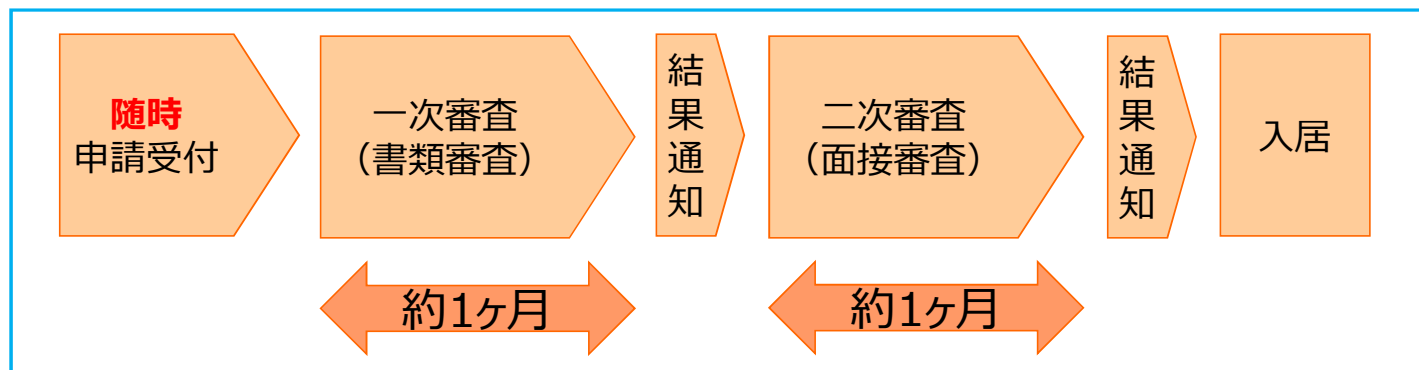 随時
申請受付
一次審査
（書類審査）
結果通知
二次審査
（面接審査）
結果通知
入居
約1ヶ月
約1ヶ月